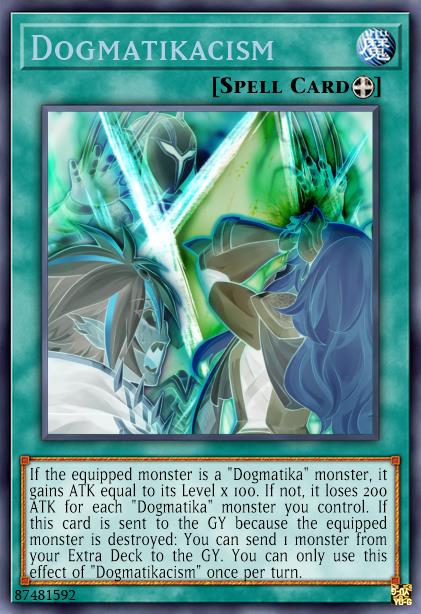 Dogmatikacism
魔
[Spell Card]
If the equipped monster is a "Dogmatika" monster, it
gains ATK equal to its Level x 100. If not, it loses 200
ATK for each "Dogmatika" monster you control. If
this card is sent to the GY because the equipped
monster is destroyed: You can send 1 monster from
your Extra Deck to the GY. You can only use this
effect of "Dogmatikacism" once per turn.
87481592